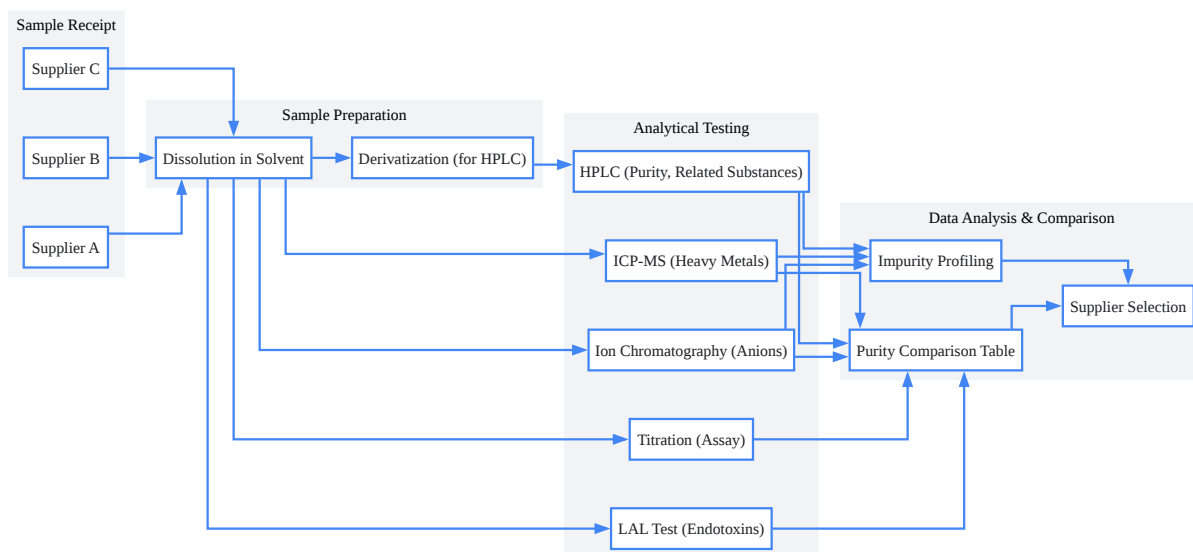 Sample Receipt
Supplier C
Supplier B
Supplier A
Sample Preparation
Dissolution in Solvent
Derivatization (for HPLC)
Analytical Testing
HPLC (Purity, Related Substances)
ICP-MS (Heavy Metals)
Ion Chromatography (Anions)
Titration (Assay)
LAL Test (Endotoxins)
Data Analysis & Comparison
Impurity Profiling
Supplier Selection
Purity Comparison Table